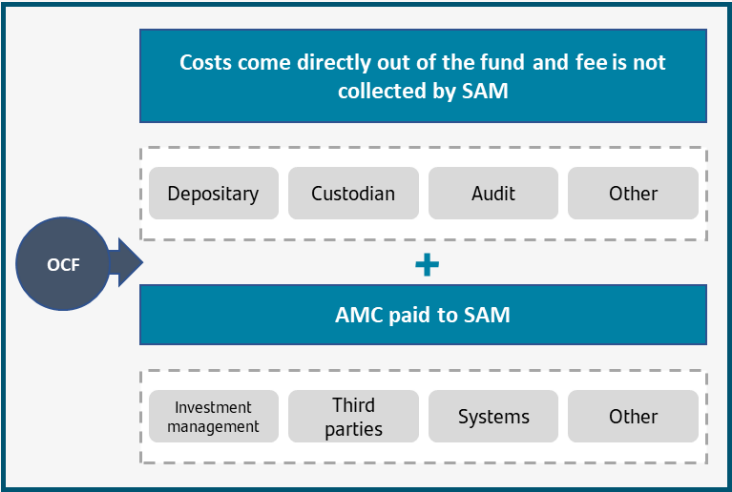 Costs come directly out of the fund and fee is not
collected by SAM
Depositary
Custodian
Audit
Other
OCF
+
AMC paid to SAM
Investment
management
Third
parties
Systems
Other